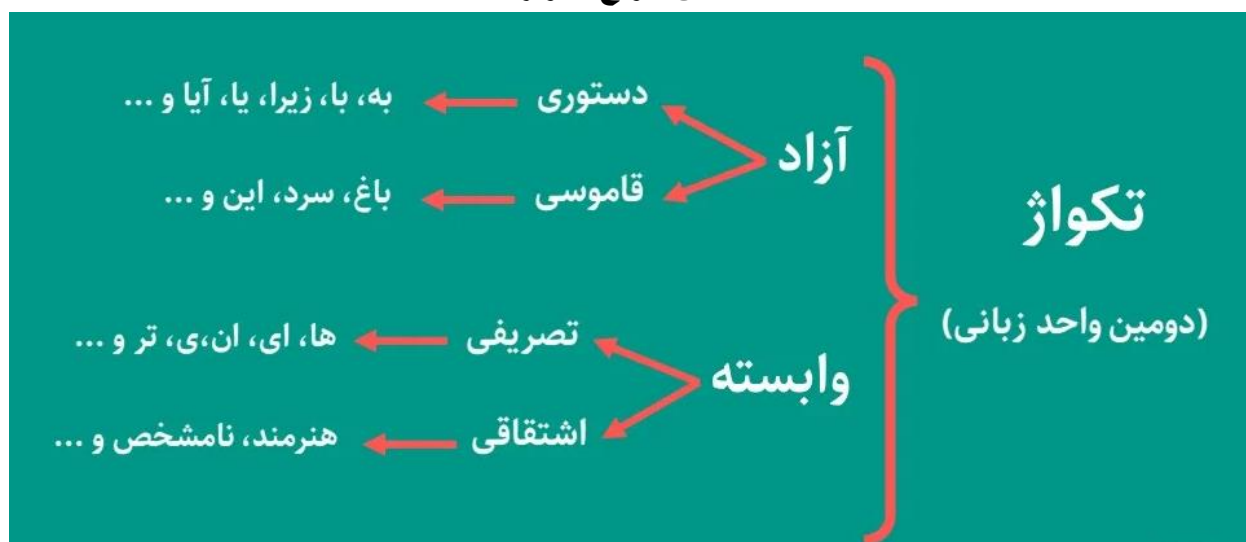 تکواژ
(دومین واحد زبانی)
آزاد
دستوری
به، با، زیرا، یا، آیا و ...
قاموسی
باغ، سرد، این و ...
وابسته
تصریفی
ها، ای، ان،ی، تر و ...
اشتقاقی
هنرمند، نامشخص و ...